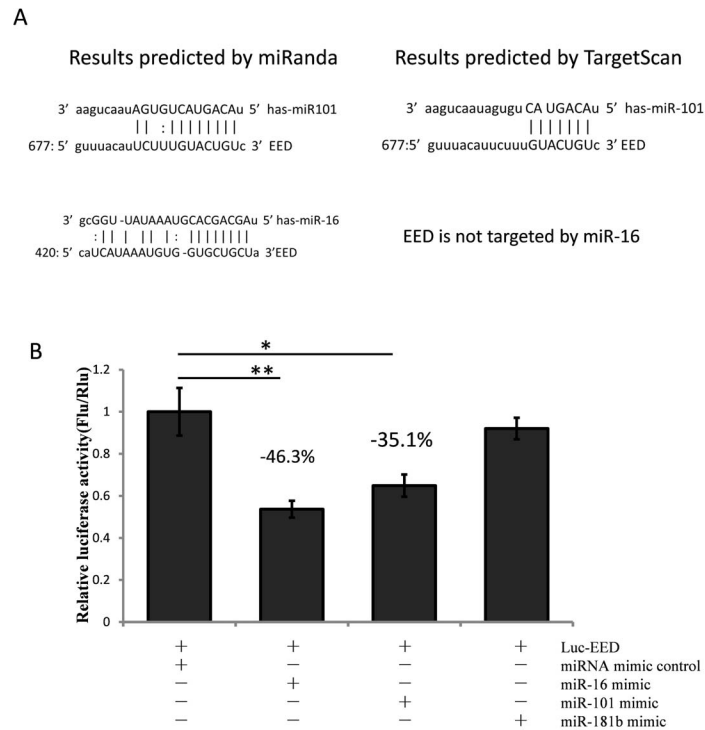 A
Results predicted by miRanda
Results predicted by TargetScan
3’ aagucaauAGUGUCAUGACAu 5’ has-miR101
|| :||||||||
677: 5’ guuuacauUCUUUGUACUGUc 3’ EED
3’ aagucaauagugu CA UGACAu 5’ has-miR-101
|||||||
677:5’ guuuacauucuuuGUACUGUc 3’ EED
3’ gcGGU -UAUAAAUGCACGACGAu 5’ has-miR-16
:|| | || |: ||||||||
420: 5’ caUCAUAAAUGUG -GUGCUGCUa 3’EED
EED is not targeted by miR-16
B
Relative luciferase activity(Flu/Rlu)
1.2
1
0.8
0.6
0.4
0.2
0
*
**
-46.3%
-35.1%
+ + + + Luc-EED
+ − − − miRNA mimic control
− + − − miR-16 mimic
− − + − miR-101 mimic
− − − + miR-181b mimic